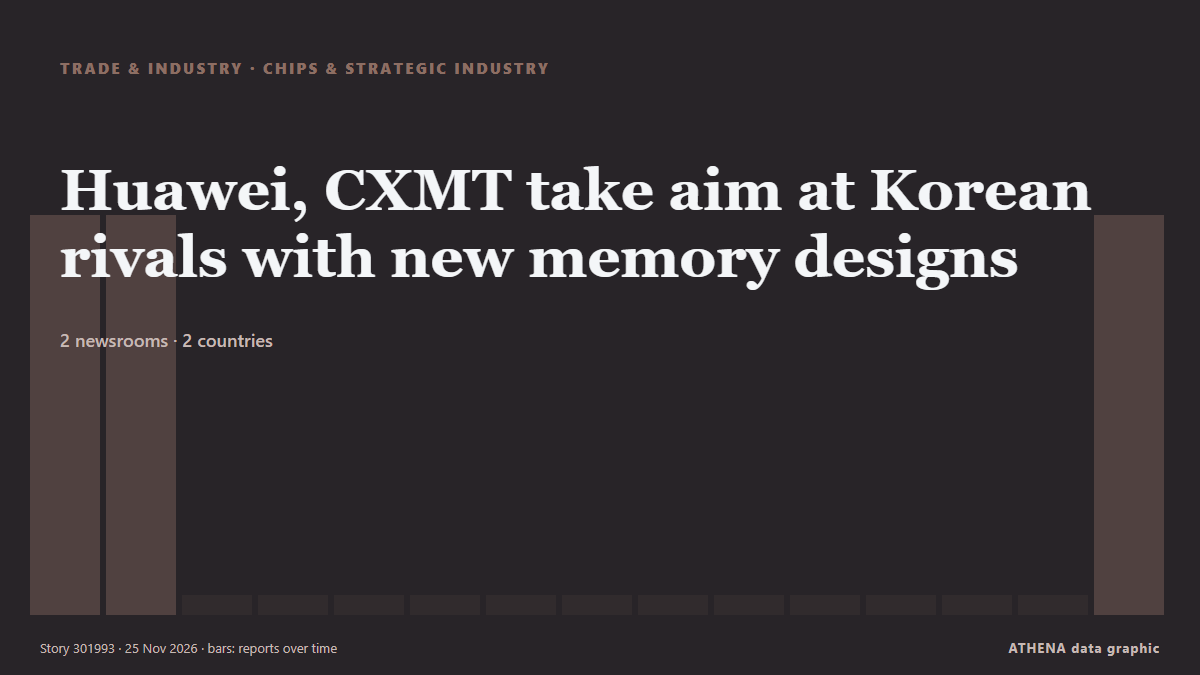 TRADE & INDUSTRY · CHIPS & STRATEGIC INDUSTRY
Huawei, CXMT take aim at Korean
rivals with new memory designs
2 newsrooms · 2 countries
Story 301993 · 25 Nov 2026 · bars: reports over time
ATHENA data graphic